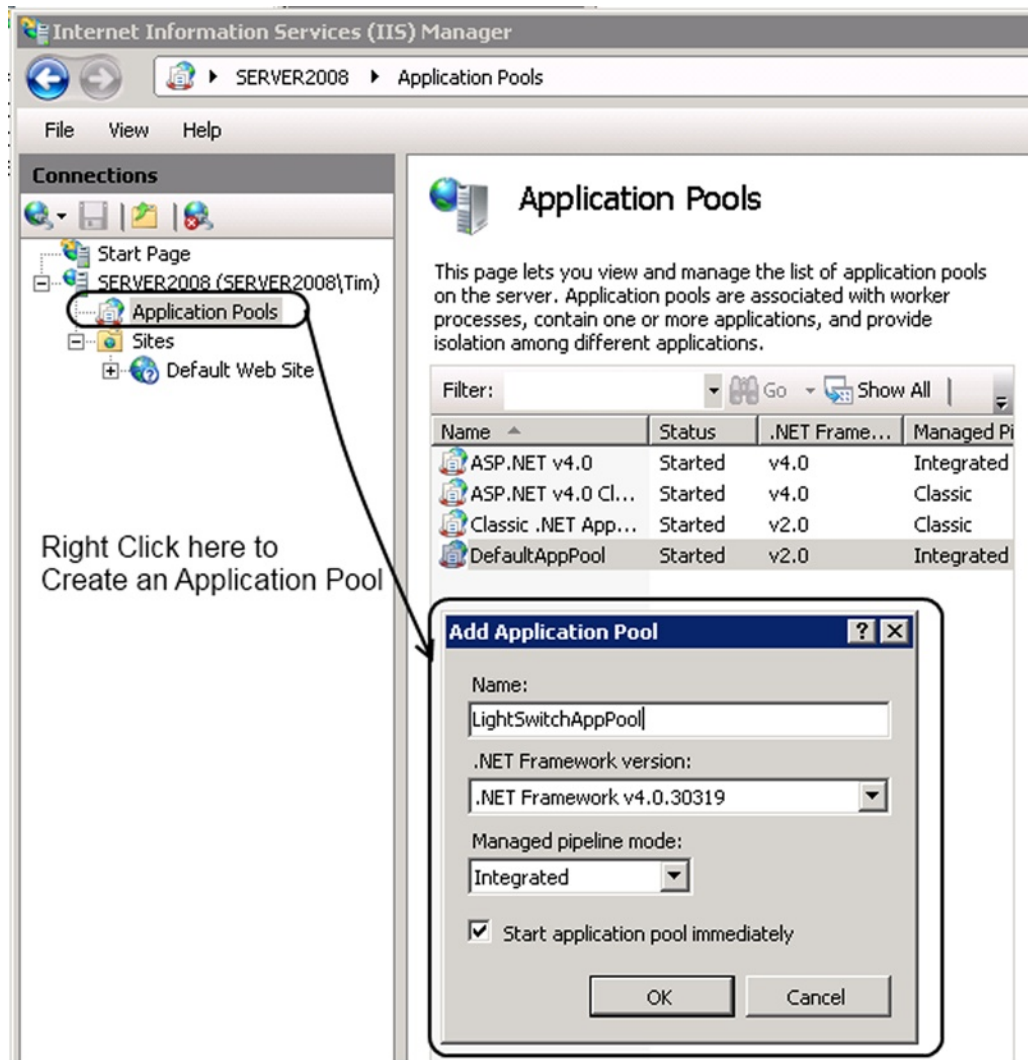 Internet Information Services (IIS) Manager
SERVER2008 Application Pools
File View Help
Connections
Start Page
SERVER2008 (SERVER2008\Tim)
Application Pools
Sites
Default Web Site
Right Click here to
Create an Application Pool
Application Pools
This page lets you view and manage the list of application pools
on the server. Application pools are associated with worker
processes, contain one or more applications, and provide
isolation among different applications.
Filter: Go Show All
Name Status .NET Frame... Managed Pi
ASP.NET v4.0 Started v4.0 Integrated
ASP.NET v4.0 Cl... Started v4.0 Classic
Classic .NET App... Started v2.0 Classic
DefaultAppPool Started v2.0 Integrated
Add Application Pool
Name:
LightSwitchAppPool
.NET Framework version:
.NET Framework v4.0.30319
Managed pipeline mode:
Integrated
Start application pool immediately
OK Cancel